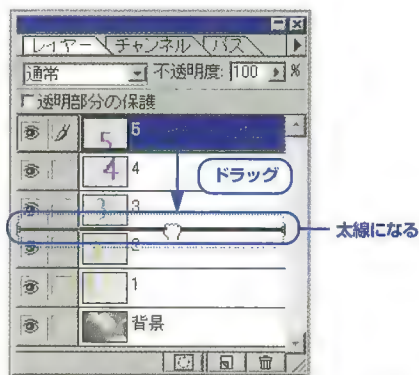 レイヤー チャンネル パス
通常 不透明度: 100 %
透明部分の保護
5 5
4 4
ドラッグ
3 3
太線になる
2
1
背景